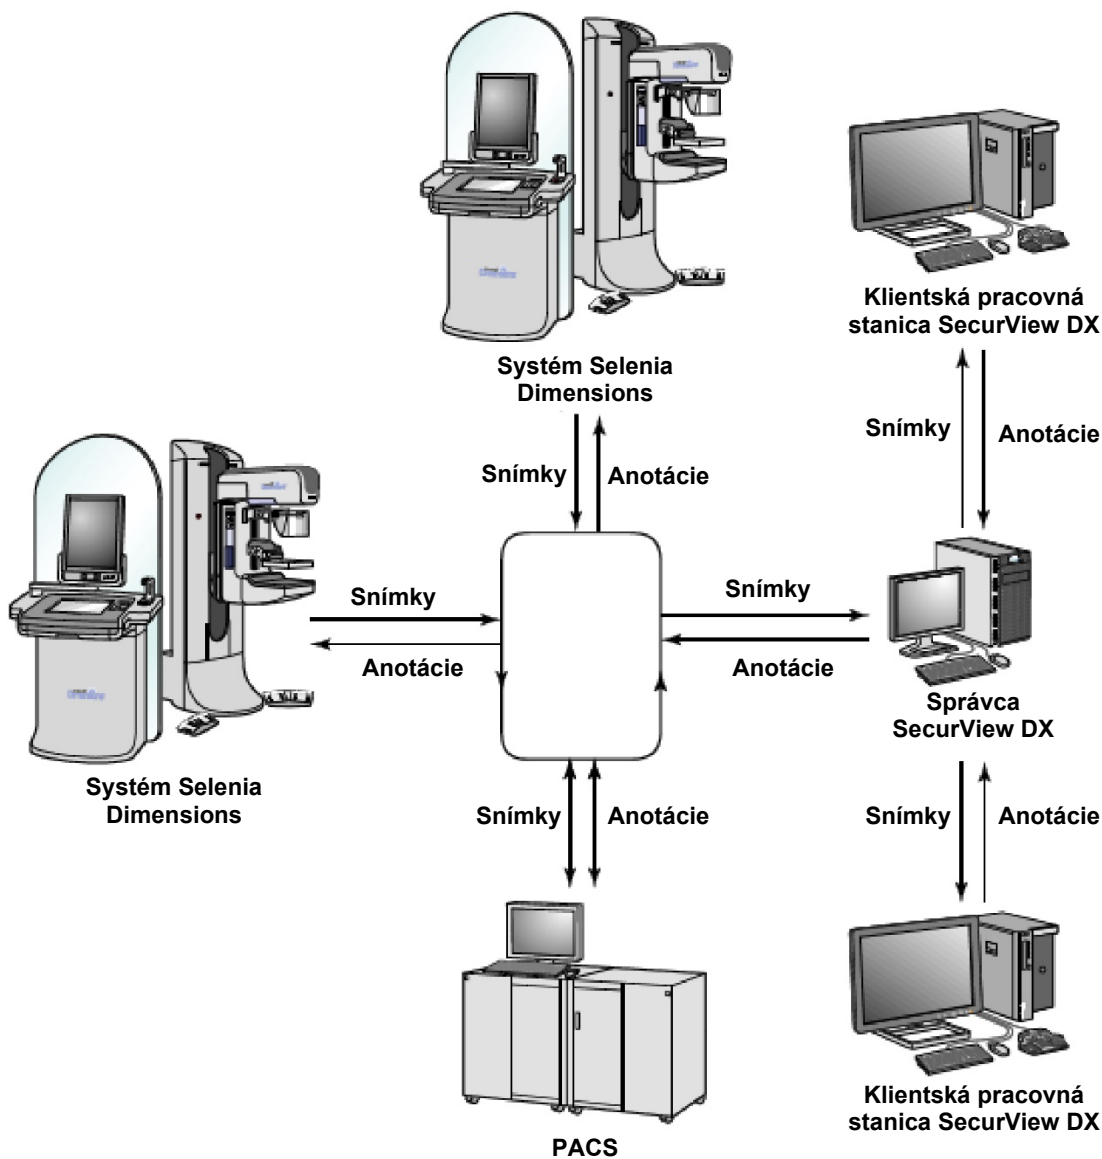 Klientská pracovná
stanica SecurView DX
Systém Selenia
Dimensions
Snímky
Anotácie
Snímky
Anotácie
Snímky
Anotácie
Snímky
Anotácie
Správca
SecurView DX
Systém Selenia
Dimensions
Snímky
Anotácie
Snímky
Anotácie
Klientská pracovná
stanica SecurView DX
PACS